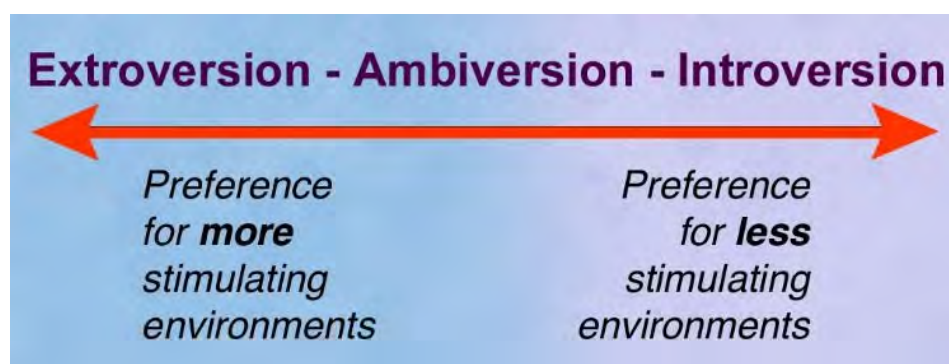 Extroversion - Ambiversion - Introversion
Preference
for more
stimulating
environments
Preference
for less
stimulating
environments